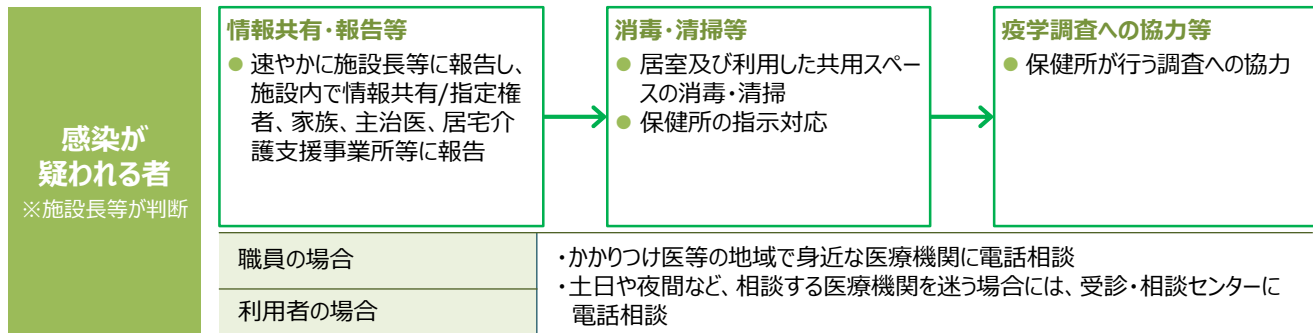 感染が
疑われる者
※施設長等が判断
情報共有・報告等
● 速やかに施設長等に報告し、
施設内で情報共有/指定権
者、家族、主治医、居宅介
護支援事業所等に報告
消毒・清掃等
● 居室及び利用した共用スペー
スの消毒・清掃
● 保健所の指示対応
疫学調査への協力等
● 保健所が行う調査への協力
職員の場合
利用者の場合
・かかりつけ医等の地域で身近な医療機関に電話相談
・土日や夜間など、相談する医療機関を迷う場合には、受診・相談センターに
電話相談